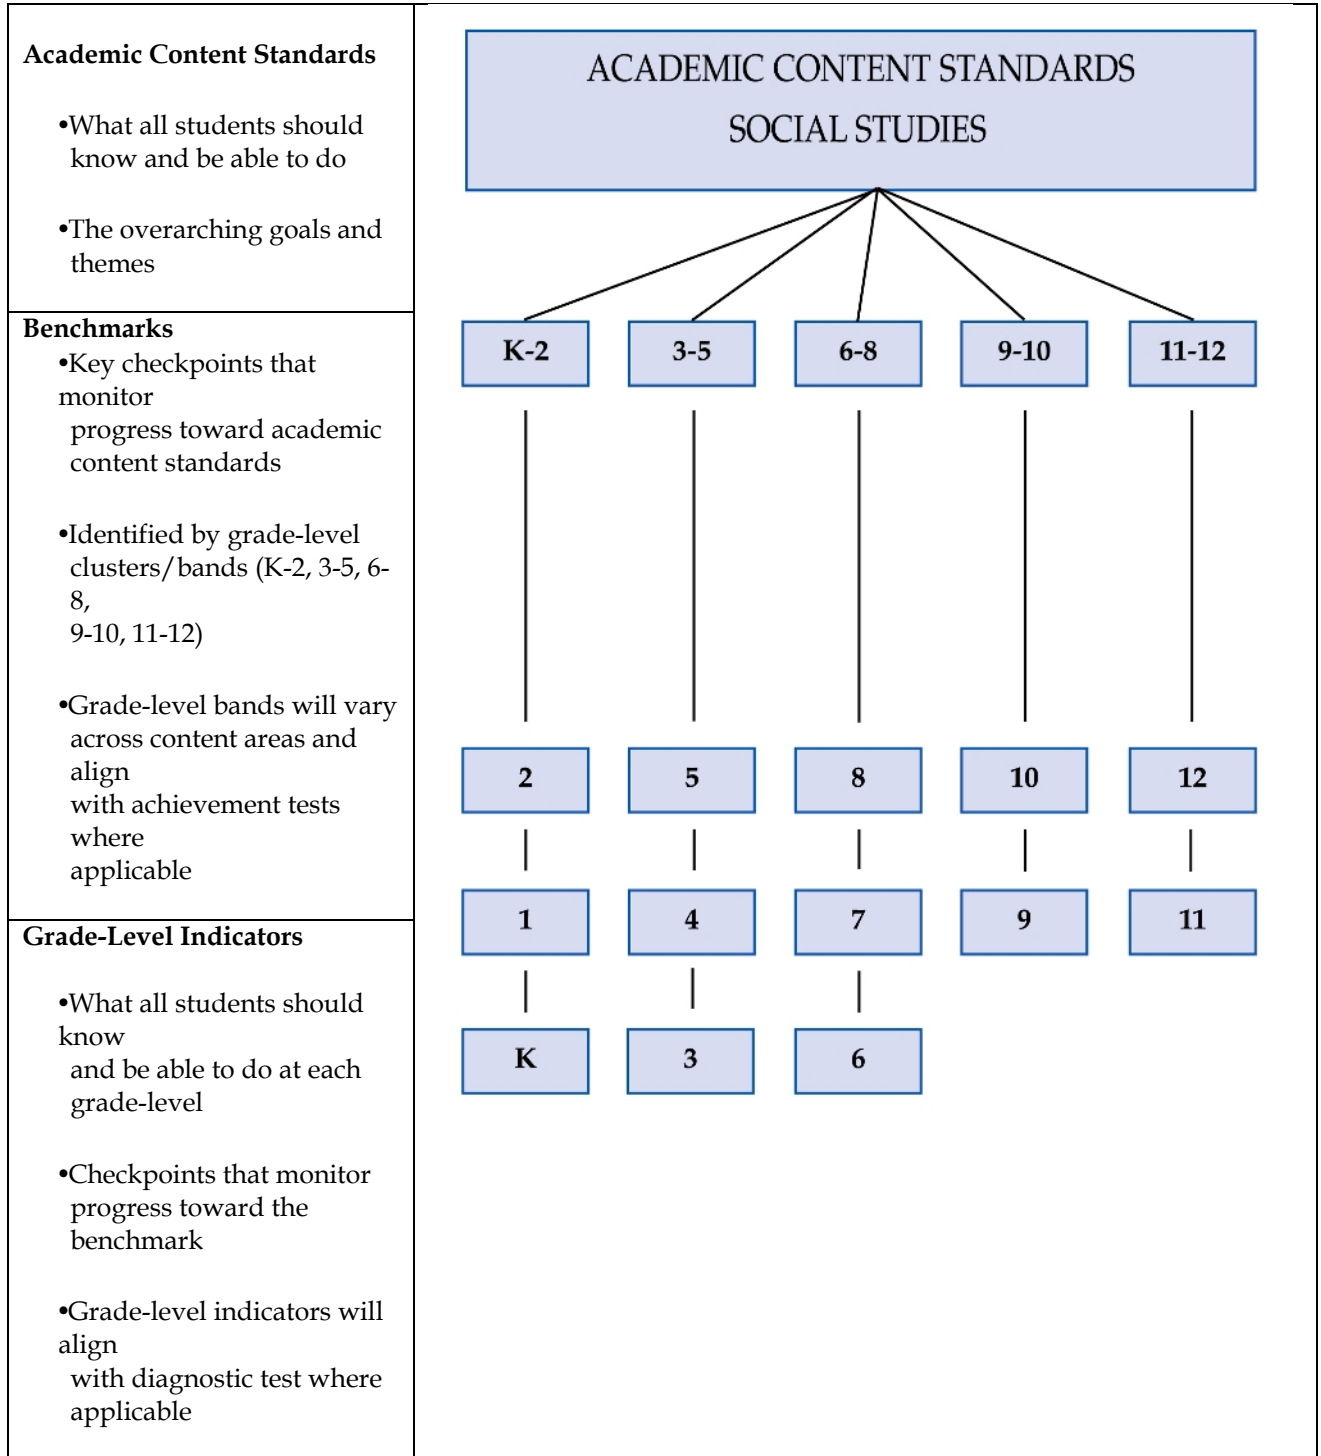 Academic Content Standards
•What all students should
know and be able to do
•The overarching goals and
themes
Benchmarks
•Key checkpoints that
monitor
progress toward academic
content standards
•Identified by grade-level
clusters/bands (K-2, 3-5, 6-
8,
9-10, 11-12)
•Grade-level bands will vary
across content areas and
align
with achievement tests
where
applicable
Grade-Level Indicators
•What all students should
know
and be able to do at each
grade-level
•Checkpoints that monitor
progress toward the
benchmark
•Grade-level indicators will
align
with diagnostic test where
applicable
ACADEMIC CONTENT STANDARDS
SOCIAL STUDIES
K-2 3-5 6-8 9-10 11-12
2 5 8 10 12
1 4 7 9 11
K 3 6